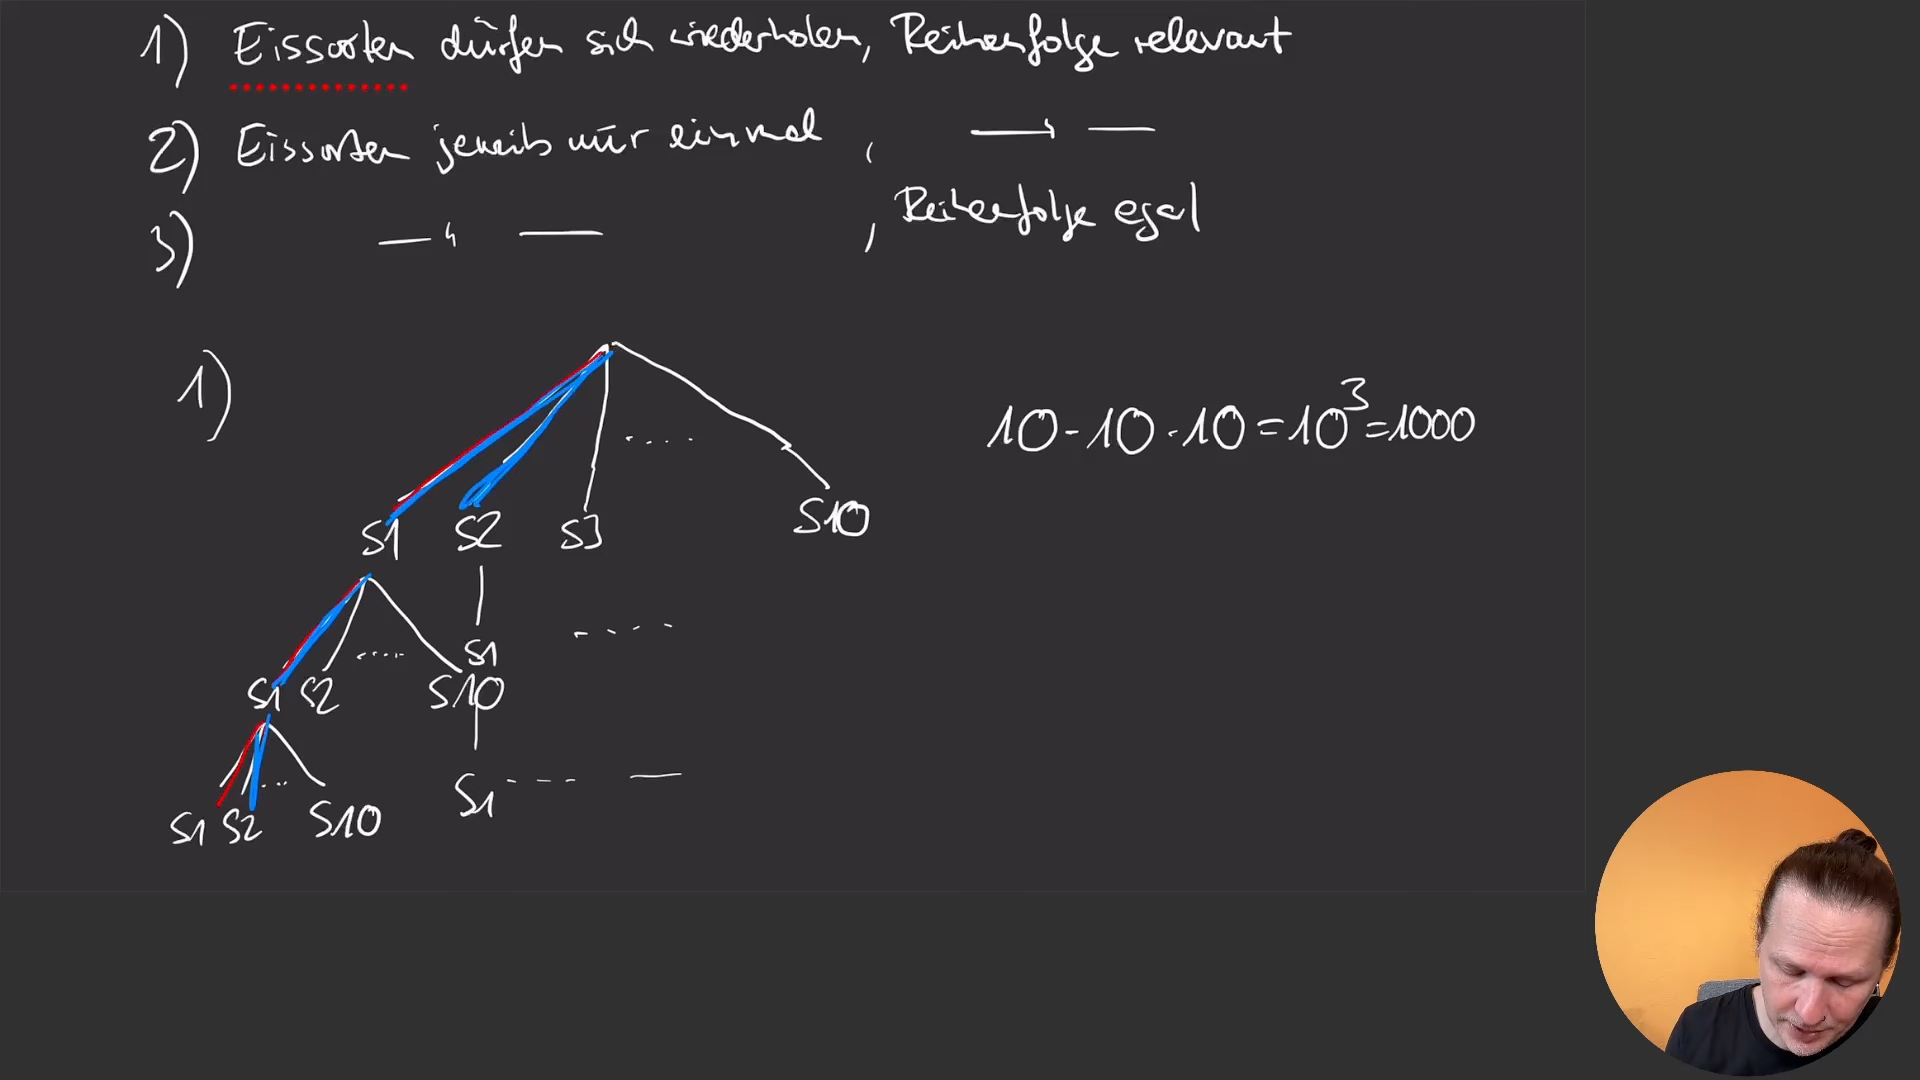 1) Eissorten dürfen sich wiederholen, Reihenfolge relevant
2) Eissorten jeweils nur einmal, — " —
3) — " — , Reihenfolge egal
1)
10 · 10 · 10 = 10³ = 1000
S1 S2 S3 .... S10
S1 S2 .... S10 S1 ....
S1 S2 ... S10 S1 --- —